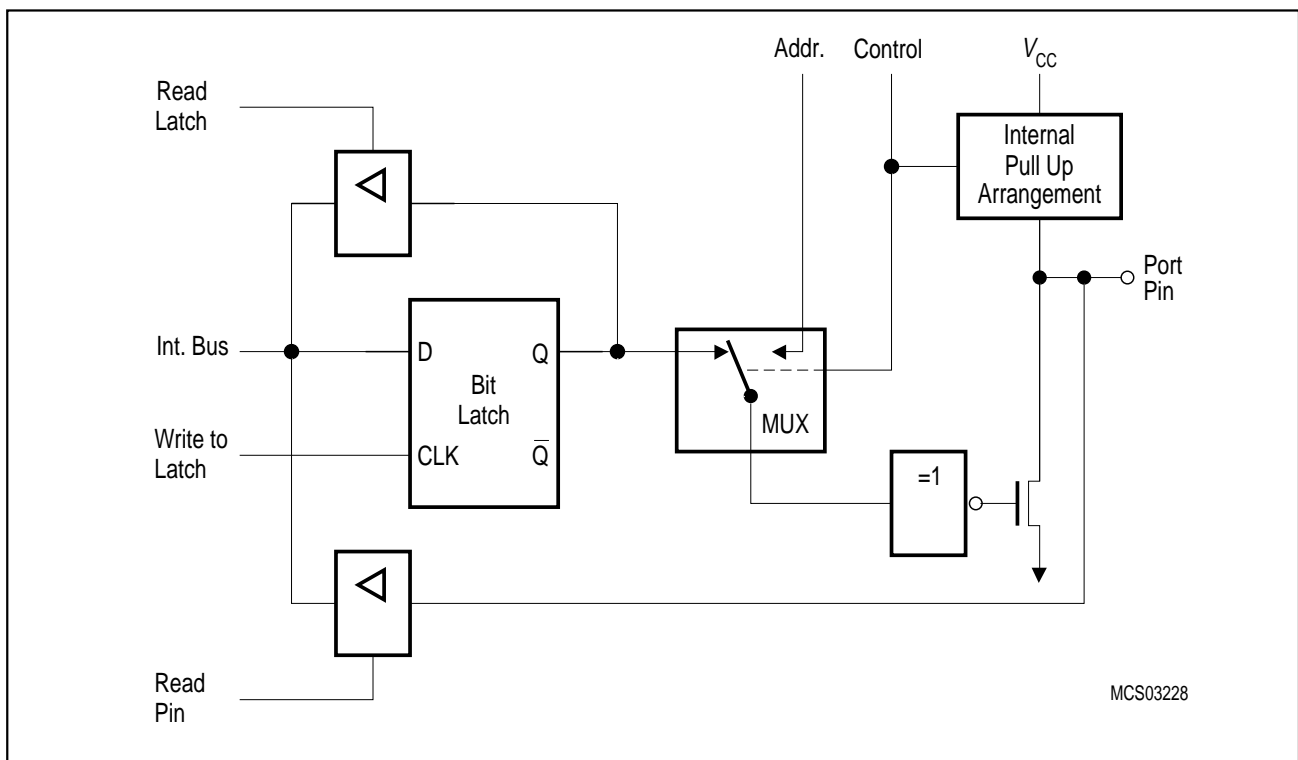 Addr.
Control
VCC
Read
Latch
Internal
Pull Up
Arrangement
Port
Pin
Int. Bus
D
Q
Bit
Latch
MUX
Write to
Latch
CLK
Q̅
=1
Read
Pin
MCS03228